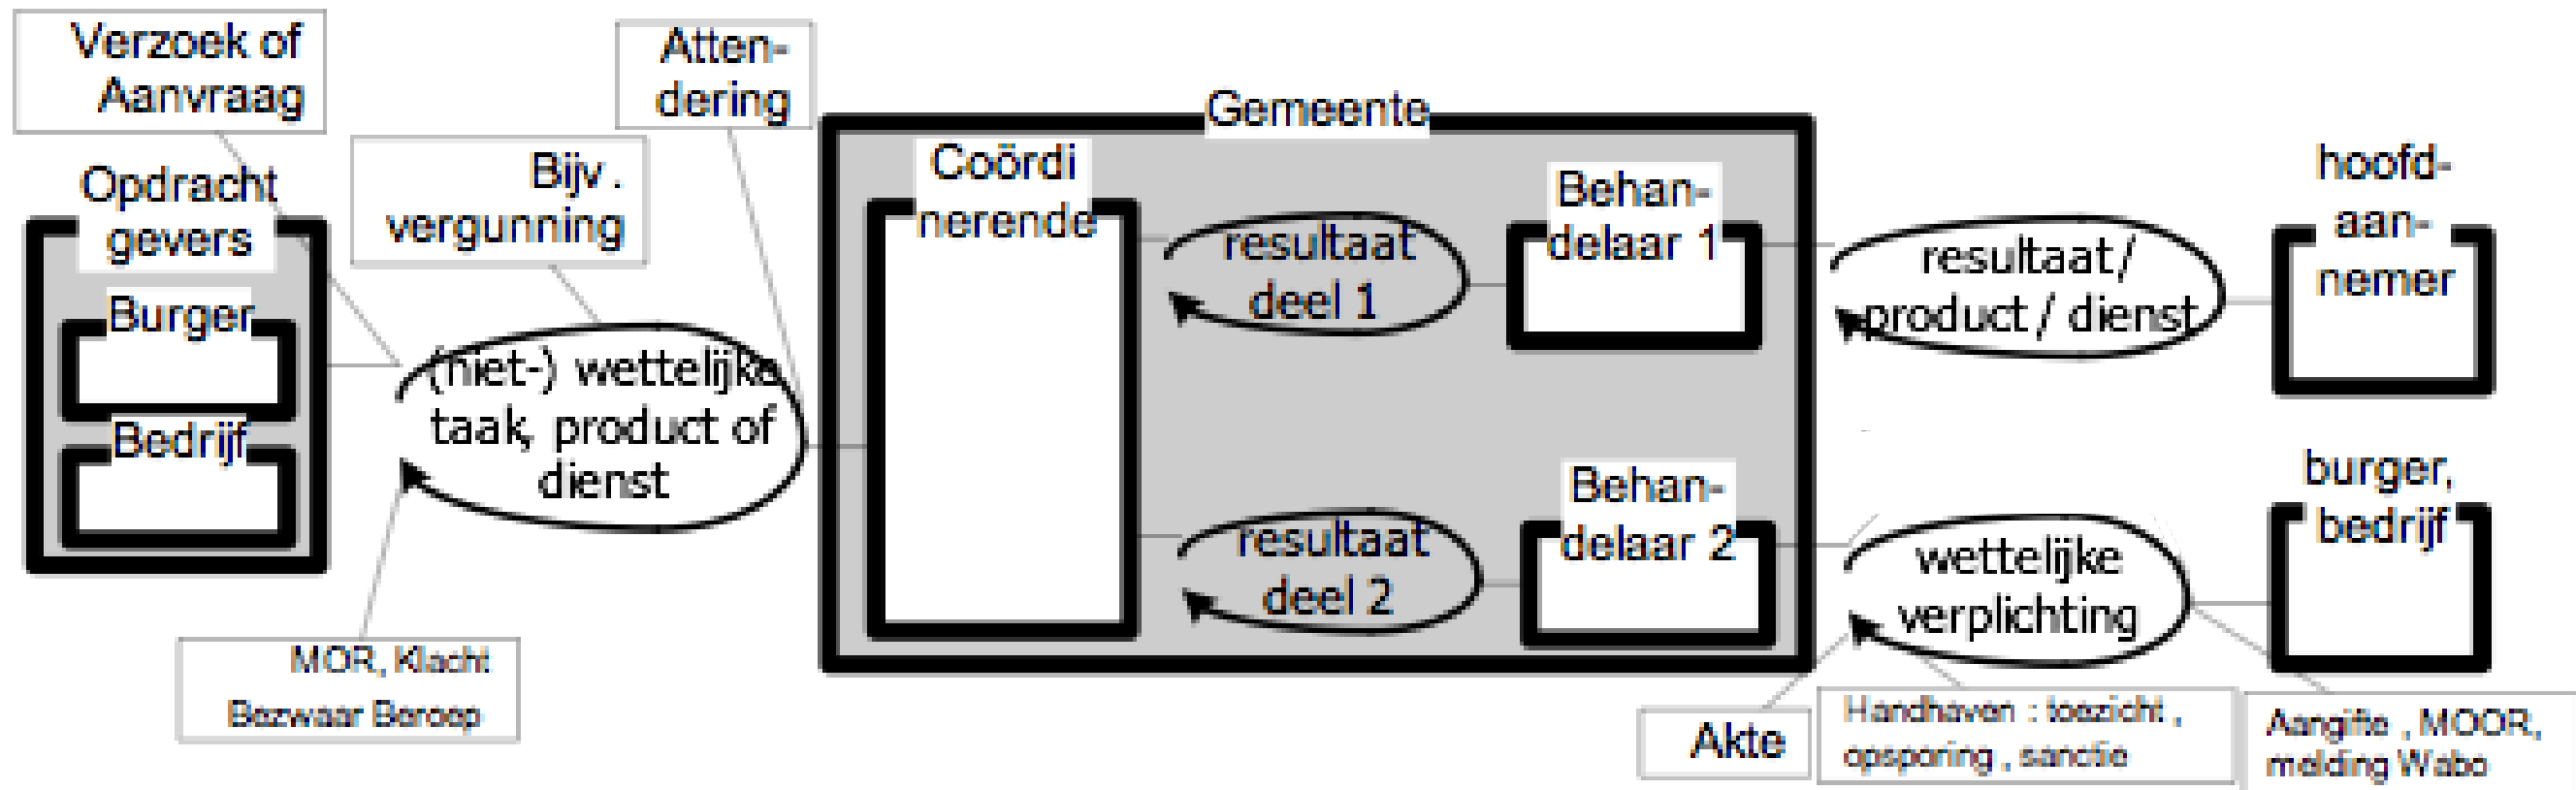 Verzoek of
Aanvraag
Atten-
dering
Bijv.
vergunning
Opdracht
gevers
Burger
Bedrijf
(niet-) wettelijke
taak, product of
dienst
MOR, Klacht
Bezwaar Beroep
Gemeente
Coördi
nerende
resultaat
deel 1
Behan-
delaar 1
resultaat
deel 2
Behan-
delaar 2
resultaat/
product / dienst
hoofd-
aan-
nemer
wettelijke
verplichting
burger,
bedrijf
Akte
Handhaven : toezicht ,
opsporing , sanctie
Aangifte , MOOR,
melding Wabo